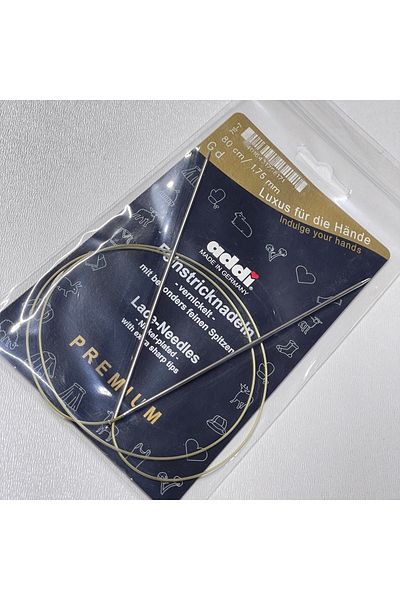 80 cm/ 1,75 mm
Gd
Luxus für die Hände
Indulge your hands
addi
MADE IN GERMANY
- vernickelt -
mit besonders feinen Spitzen
Lace-Needles
- Nickel-plated -
with extra sharp tips
PREMIUM